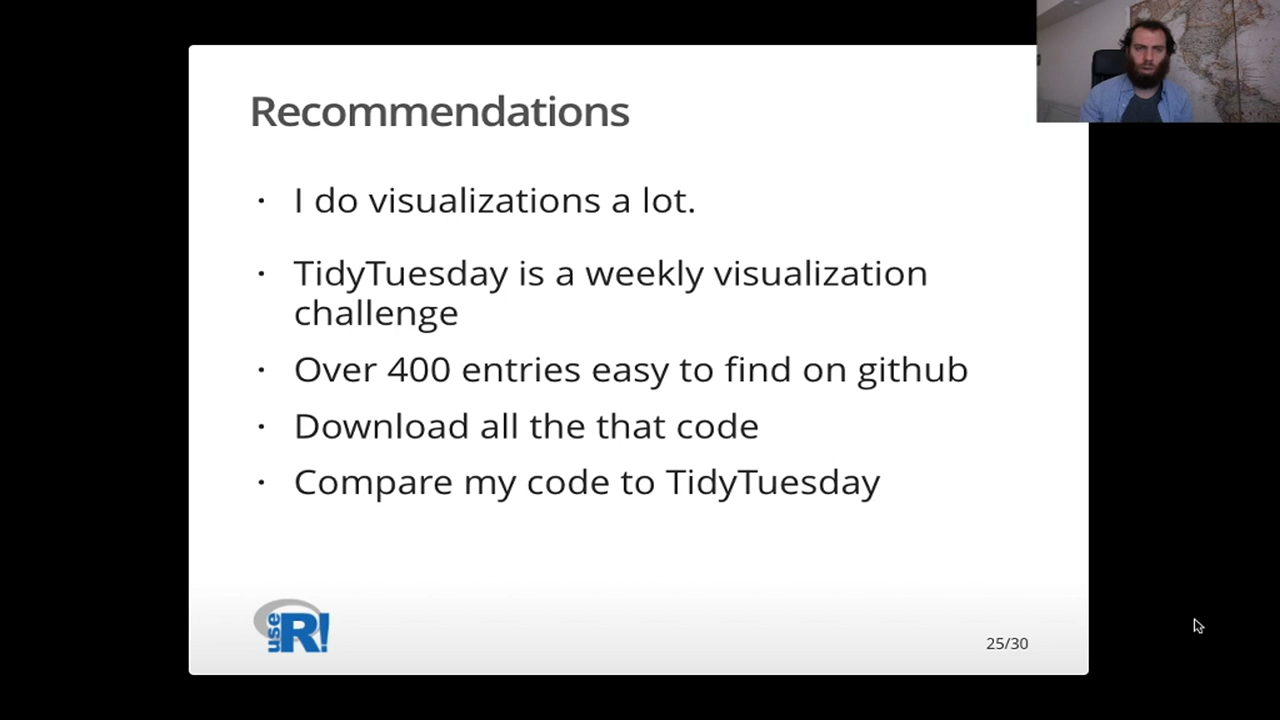 Recommendations
· I do visualizations a lot.
· TidyTuesday is a weekly visualization
challenge
· Over 400 entries easy to find on github
· Download all the that code
· Compare my code to TidyTuesday
use R!
25/30